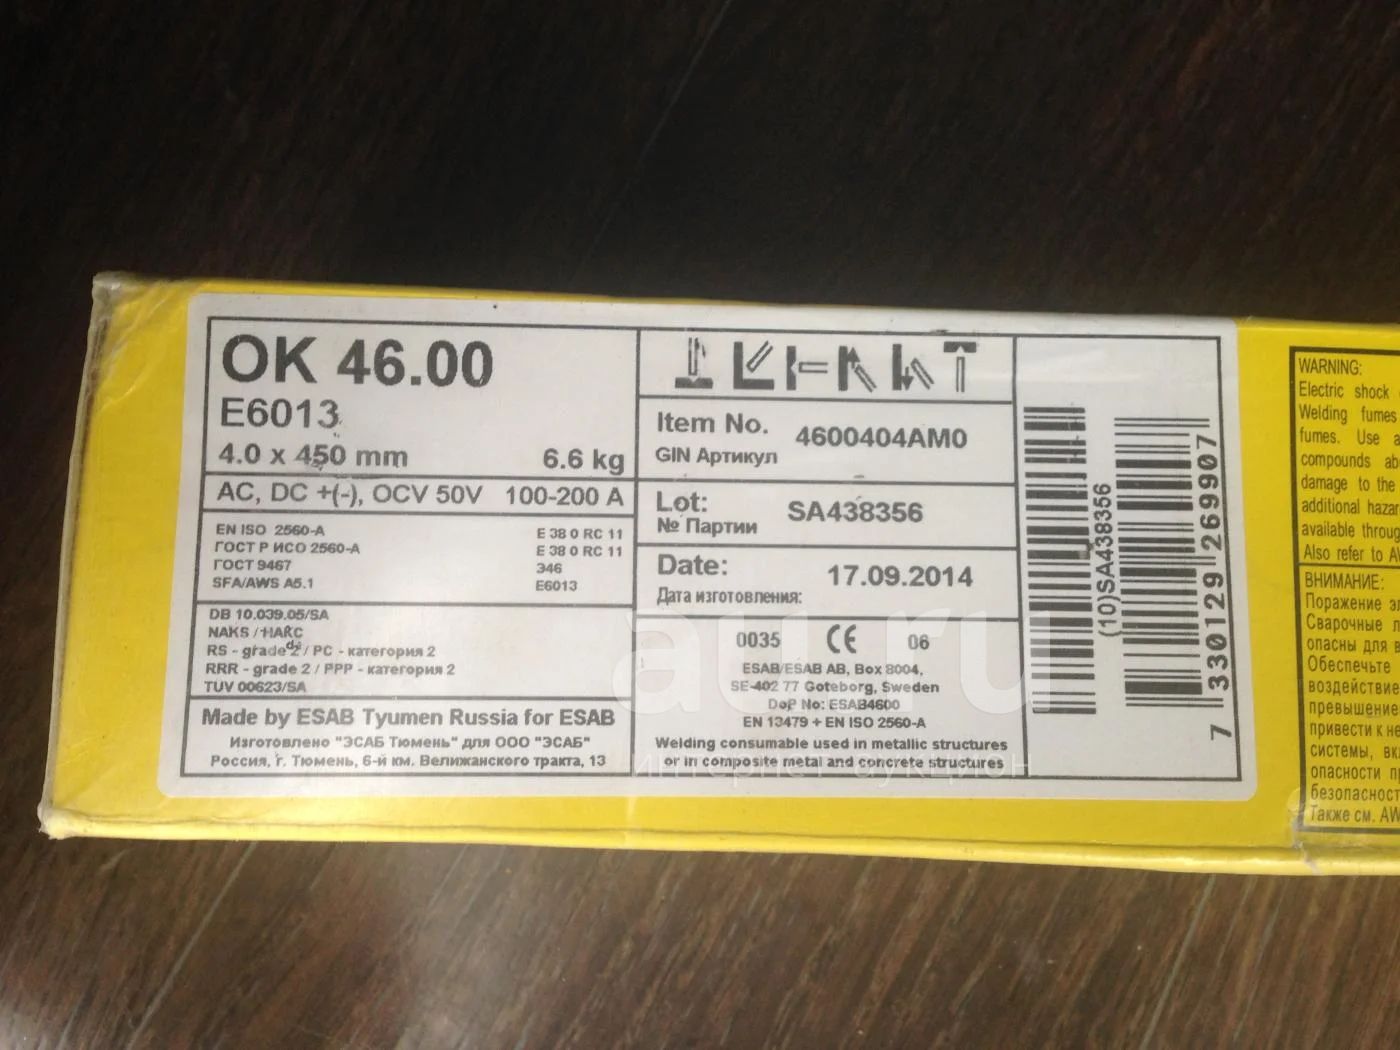 OK 46.00
E6013
4.0 x 450 mm 6.6 kg
AC, DC +(-), OCV 50V 100-200 A
EN ISO 2560-A E 38 0 RC 11
ГОСТ Р ИСО 2560-A E 38 0 RC 11
ГОСТ 9467 Э46
SFA/AWS A5.1 E6013
DB 10.039.05/SA
NAKS / НАКС
RS - grade 2 / РС - категория 2
RRR - grade 2 / РРР - категория 2
TUV 00623/SA
Made by ESAB Tyumen Russia for ESAB
Изготовлено "ЭСАБ Тюмень" для ООО "ЭСАБ"
Россия, г. Тюмень, 6-й км. Велижанского тракта, 13
Item No. 4600404AM0
GIN Артикул
Lot: SA438356
№ Партии
Date: 17.09.2014
Дата изготовления:
0035 CE 06
ESAB/ESAB AB, Box 8004,
SE-402 77 Goteborg, Sweden
DoP No: ESAB4600
EN 13479 + EN ISO 2560-A
Welding consumable used in metallic structures
or in composite metal and concrete structures
(10)SA438356
7 330129 269907
WARNING:
Electric shock
Welding fumes
fumes. Use
compounds
damage to the
additional
available
Also refer to
ВНИМАНИЕ:
Поражение
Сварочные
опасны для
Обеспечьте
воздействие
превышение
привести к
системы,
опасности
Также см.
au.ru
интернет аукцион